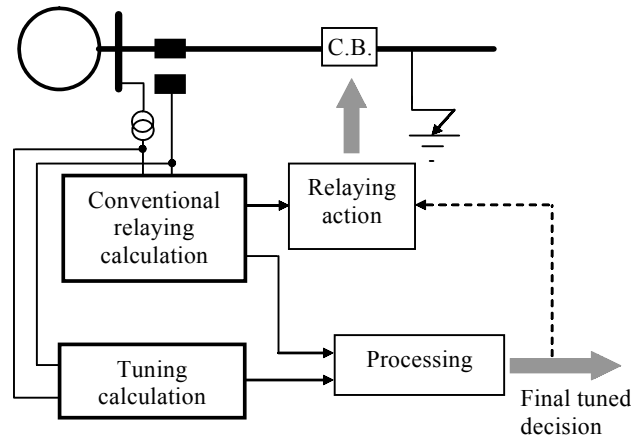 C.B.
Conventional
relaying
calculation
Relaying
action
Tuning
calculation
Processing
Final tuned
decision